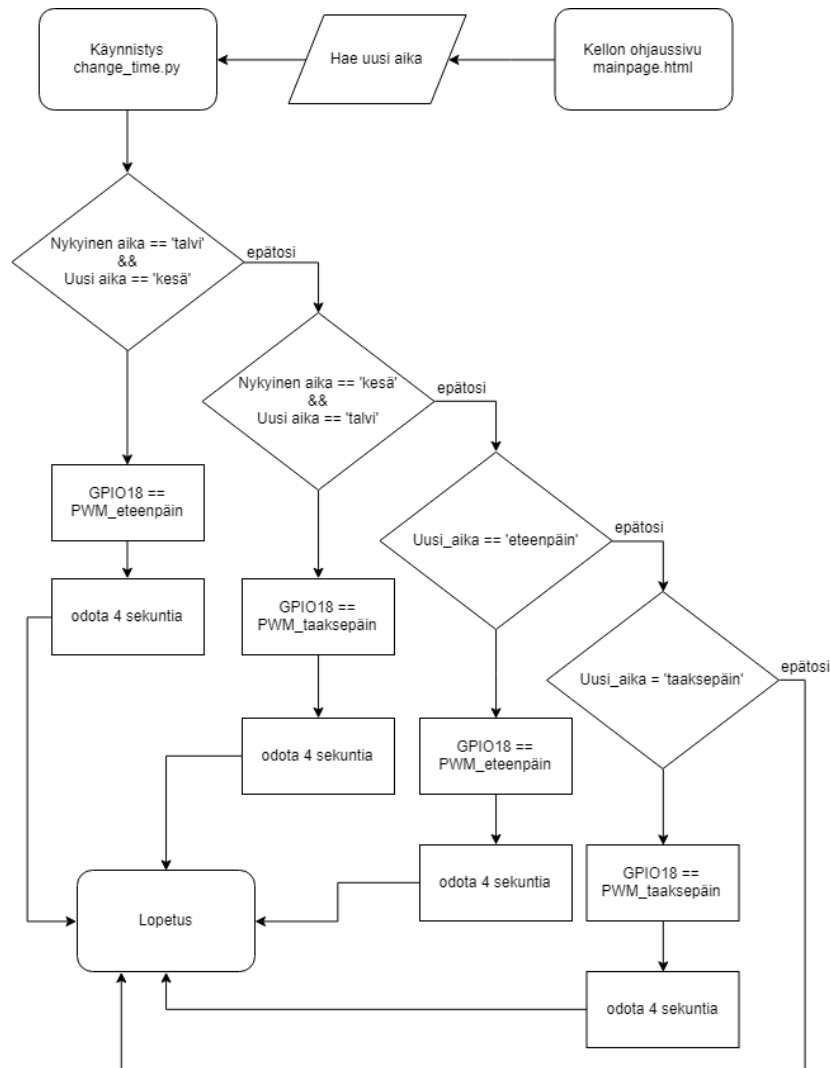 Käynnistys
change_time.py
Hae uusi aika
Kellon ohjaussivu
mainpage.html
Nykyinen aika == 'talvi'
&&
Uusi aika == 'kesä'
epätosi
Nykyinen aika == 'kesä'
&&
Uusi aika == 'talvi'
epätosi
GPIO18 ==
PWM_eteenpäin
Uusi_aika == 'eteenpäin'
epätosi
odota 4 sekuntia
GPIO18 ==
PWM_taaksepäin
Uusi_aika = 'taaksepäin'
epätosi
odota 4 sekuntia
GPIO18 ==
PWM_eteenpäin
odota 4 sekuntia
GPIO18 ==
PWM_taaksepäin
Lopetus
odota 4 sekuntia